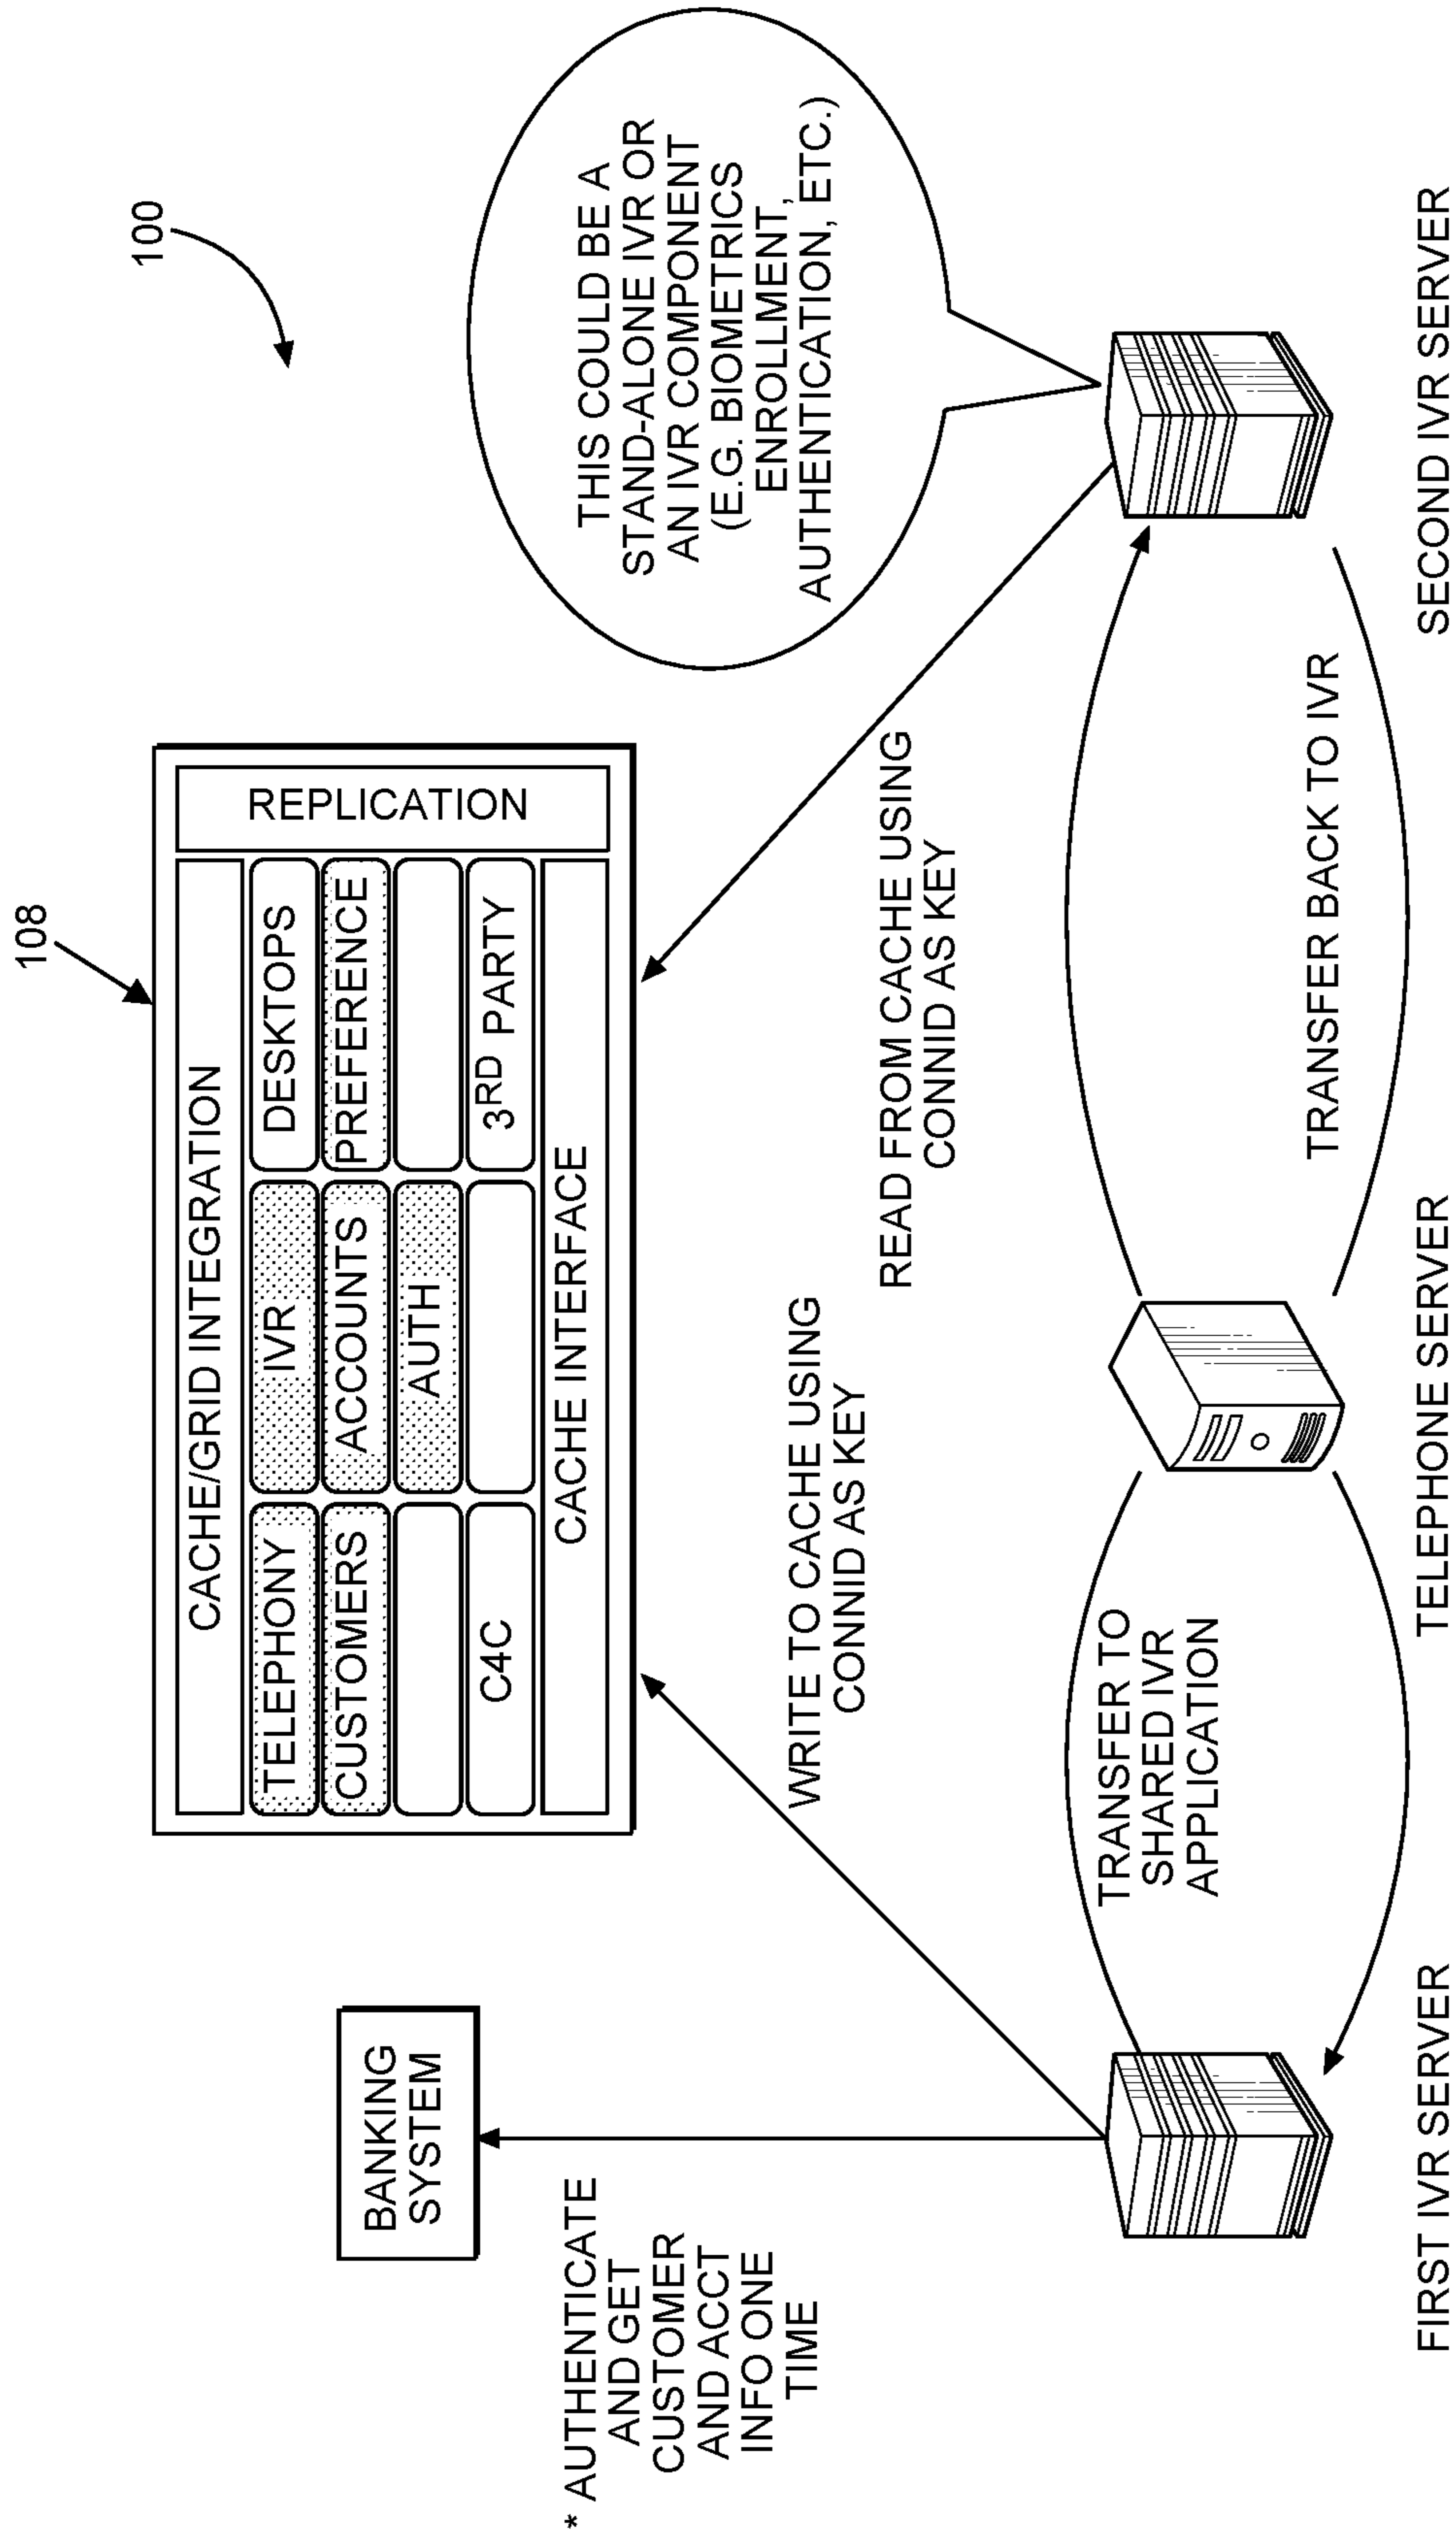 100
108
CACHE/GRID INTEGRATION
TELEPHONY
IVR
DESKTOPS
CUSTOMERS
ACCOUNTS
PREFERENCE
AUTH
C4C
3RD PARTY
CACHE INTERFACE
REPLICATION
BANKING
SYSTEM
* AUTHENTICATE
AND GET
CUSTOMER
AND ACCT
INFO ONE
TIME
WRITE TO CACHE USING
CONNID AS KEY
READ FROM CACHE USING
CONNID AS KEY
THIS COULD BE A
STAND-ALONE IVR OR
AN IVR COMPONENT
(E.G. BIOMETRICS
ENROLLMENT,
AUTHENTICATION, ETC.)
TRANSFER TO
SHARED IVR
APPLICATION
TRANSFER BACK TO IVR
FIRST IVR SERVER
TELEPHONE SERVER
SECOND IVR SERVER